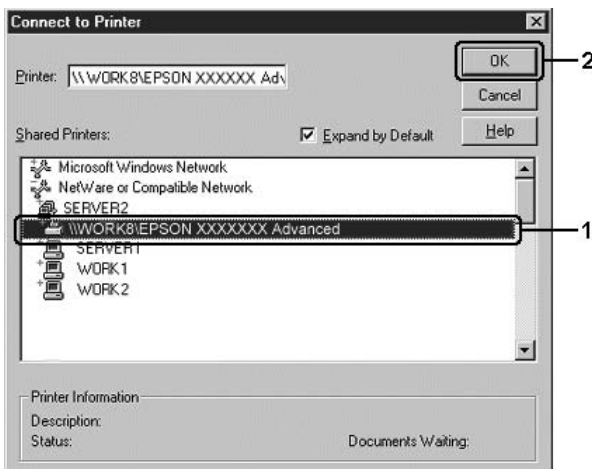 Connect to Printer
OK
2
Printer: \\WORK8\EPSON XXXXXX Adv
Cancel
Shared Printers:
Expand by Default
Help
Microsoft Windows Network
NetWare or Compatible Network
SERVER2
\\WORK8\EPSON XXXXXXX Advanced
1
SERVER1
WORK1
WORK2
Printer Information
Description:
Status:
Documents Waiting: